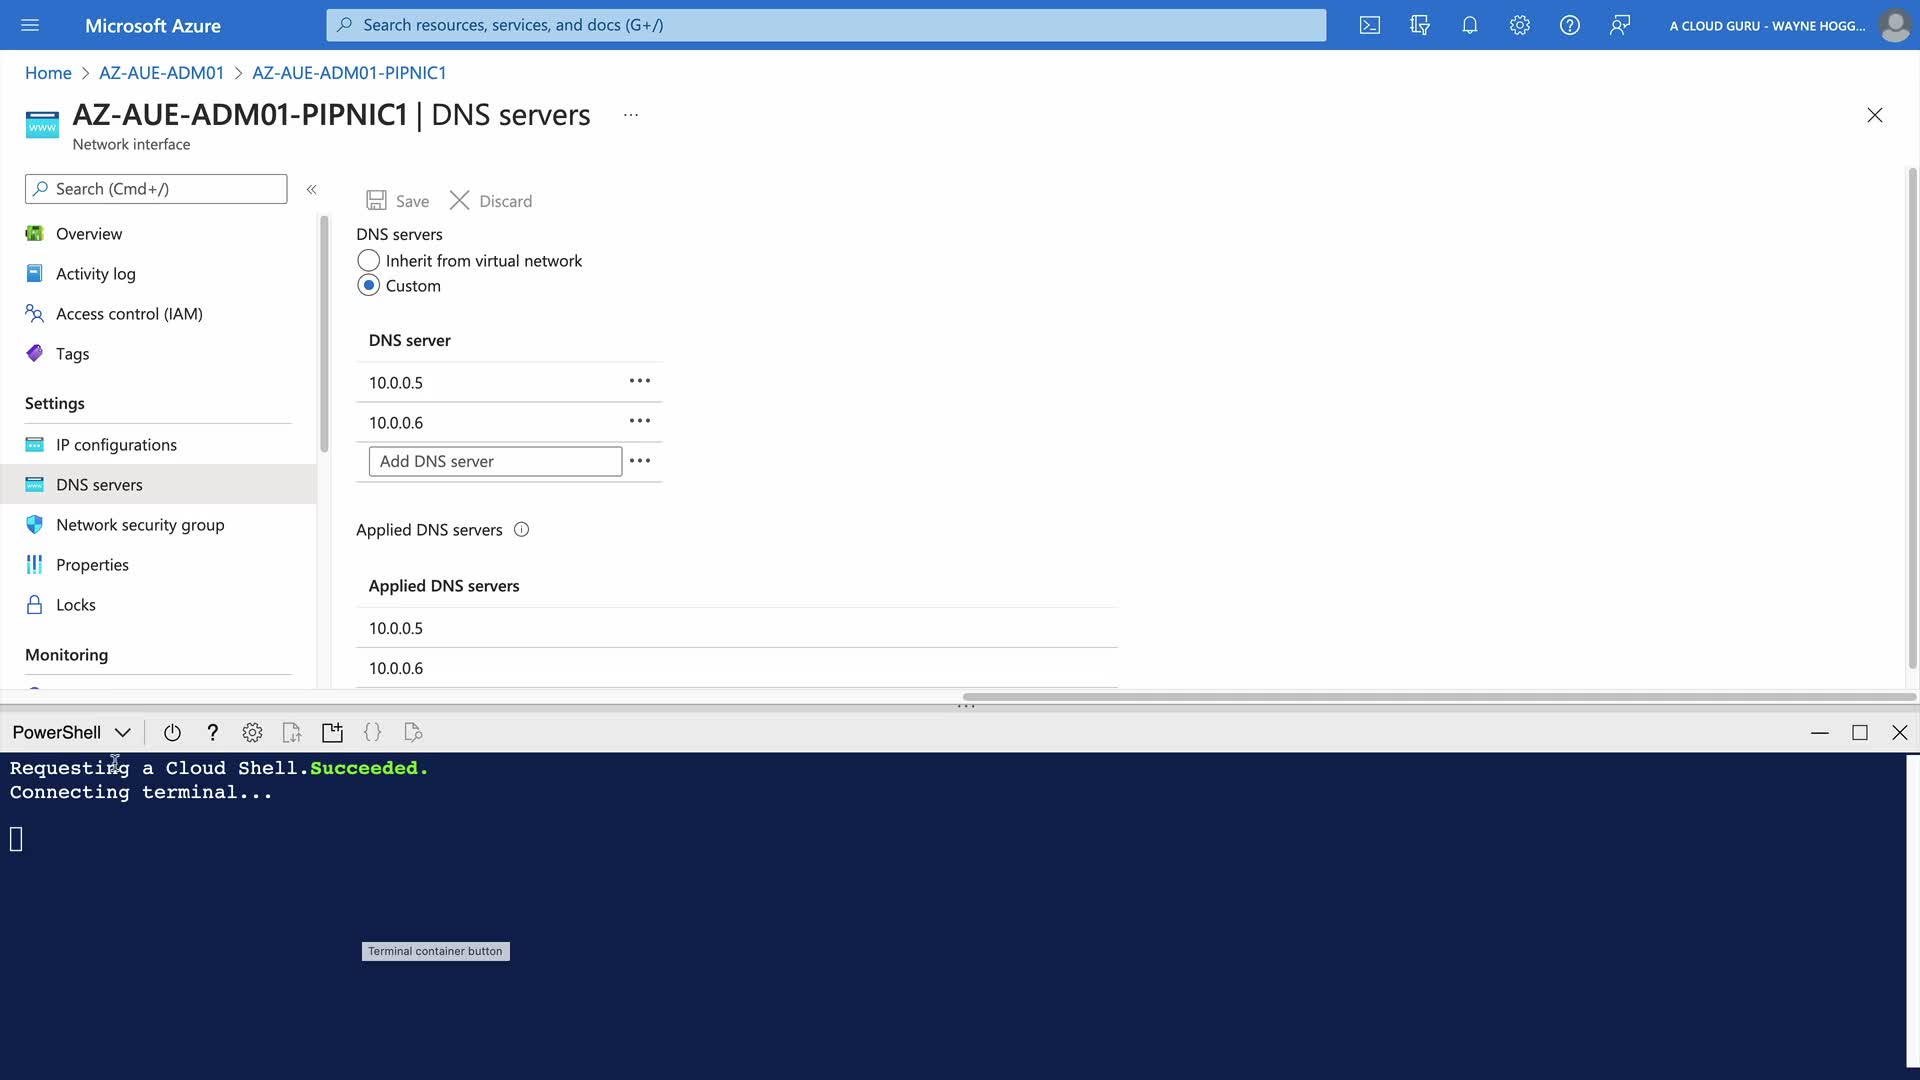 Microsoft Azure
Search resources, services, and docs (G+/)
A CLOUD GURU - WAYNE HOGG...
Home > AZ-AUE-ADM01 > AZ-AUE-ADM01-PIPNIC1
AZ-AUE-ADM01-PIPNIC1 | DNS servers ...
Network interface
Search (Cmd+/)
«
Overview
Activity log
Access control (IAM)
Tags
Settings
IP configurations
DNS servers
Network security group
Properties
Locks
Monitoring
Save
Discard
DNS servers
Inherit from virtual network
Custom
DNS server
10.0.0.5
10.0.0.6
Add DNS server
Applied DNS servers
Applied DNS servers
10.0.0.5
10.0.0.6
PowerShell
Requesting a Cloud Shell.Succeeded.
Connecting terminal...
Terminal container button